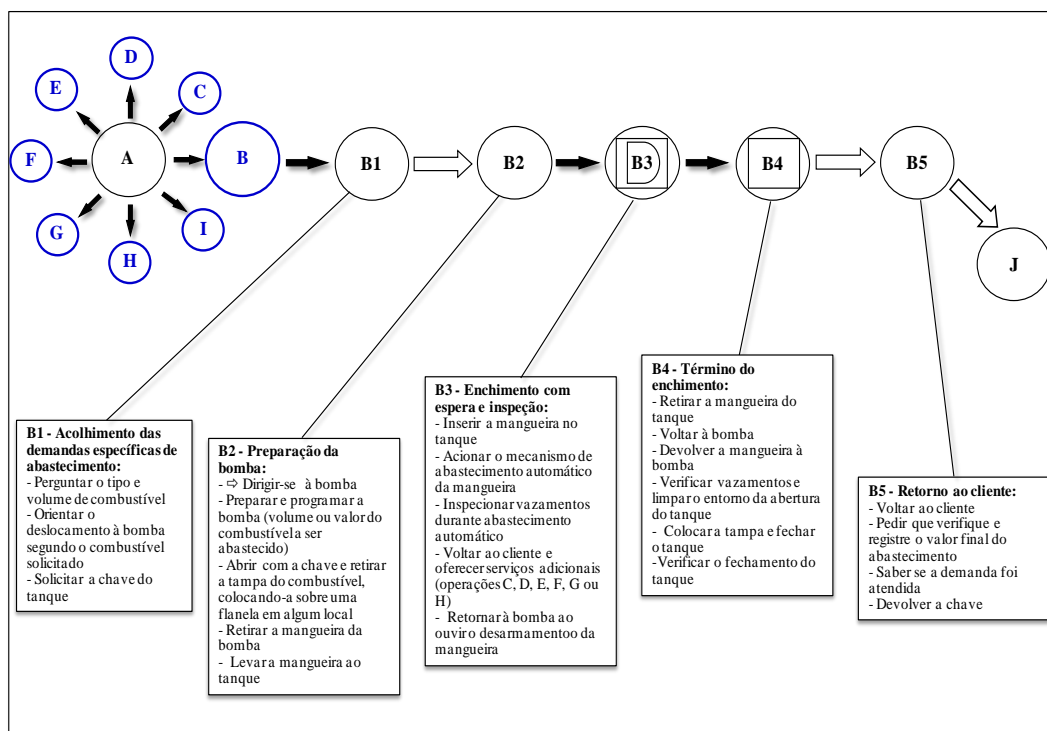 D
E
C
F
A
B
G
I
H
B1
B2
B3
B4
B5
J
B1 - Acolhimento das
demandas específicas de
abastecimento:
- Perguntar o tipo e
volume de combustível
- Orientar o
deslocamento à bomba
segundo o combustível
solicitado
- Solicitar a chave do
tanque
B2 - Preparação da
bomba:
- ⇨ Dirigir-se à bomba
- Preparar e programar a
bomba (volume ou valor do
combustível a ser
abastecido)
- Abrir com a chave e retirar
a tampa do combustível,
colocando-a sobre uma
flanela em algum local
- Retirar a mangueira da
bomba
- Levar a mangueira ao
tanque
B3 - Enchimento com
espera e inspeção:
- Inserir a mangueira no
tanque
- Acionar o mecanismo de
abastecimento automático
da mangueira
- Inspecionar vazamentos
durante abastecimento
automático
- Voltar ao cliente e
oferecer serviços adicionais
(operações C, D, E, F, G ou
H)
- Retornar à bomba ao
ouvir o desarmamentoo da
mangueira
B4 - Término do
enchimento:
- Retirar a mangueira do
tanque
- Voltar à bomba
- Devolver a mangueira à
bomba
- Verificar vazamentos e
limpar o entorno da abertura
do tanque
- Colocar a tampa e fechar
o tanque
-Verificar o fechamento do
tanque
B5 - Retorno ao cliente:
- Voltar ao cliente
- Pedir que verifique e
registre o valor final do
abastecimento
- Saber se a demanda foi
atendida
- Devolver a chave